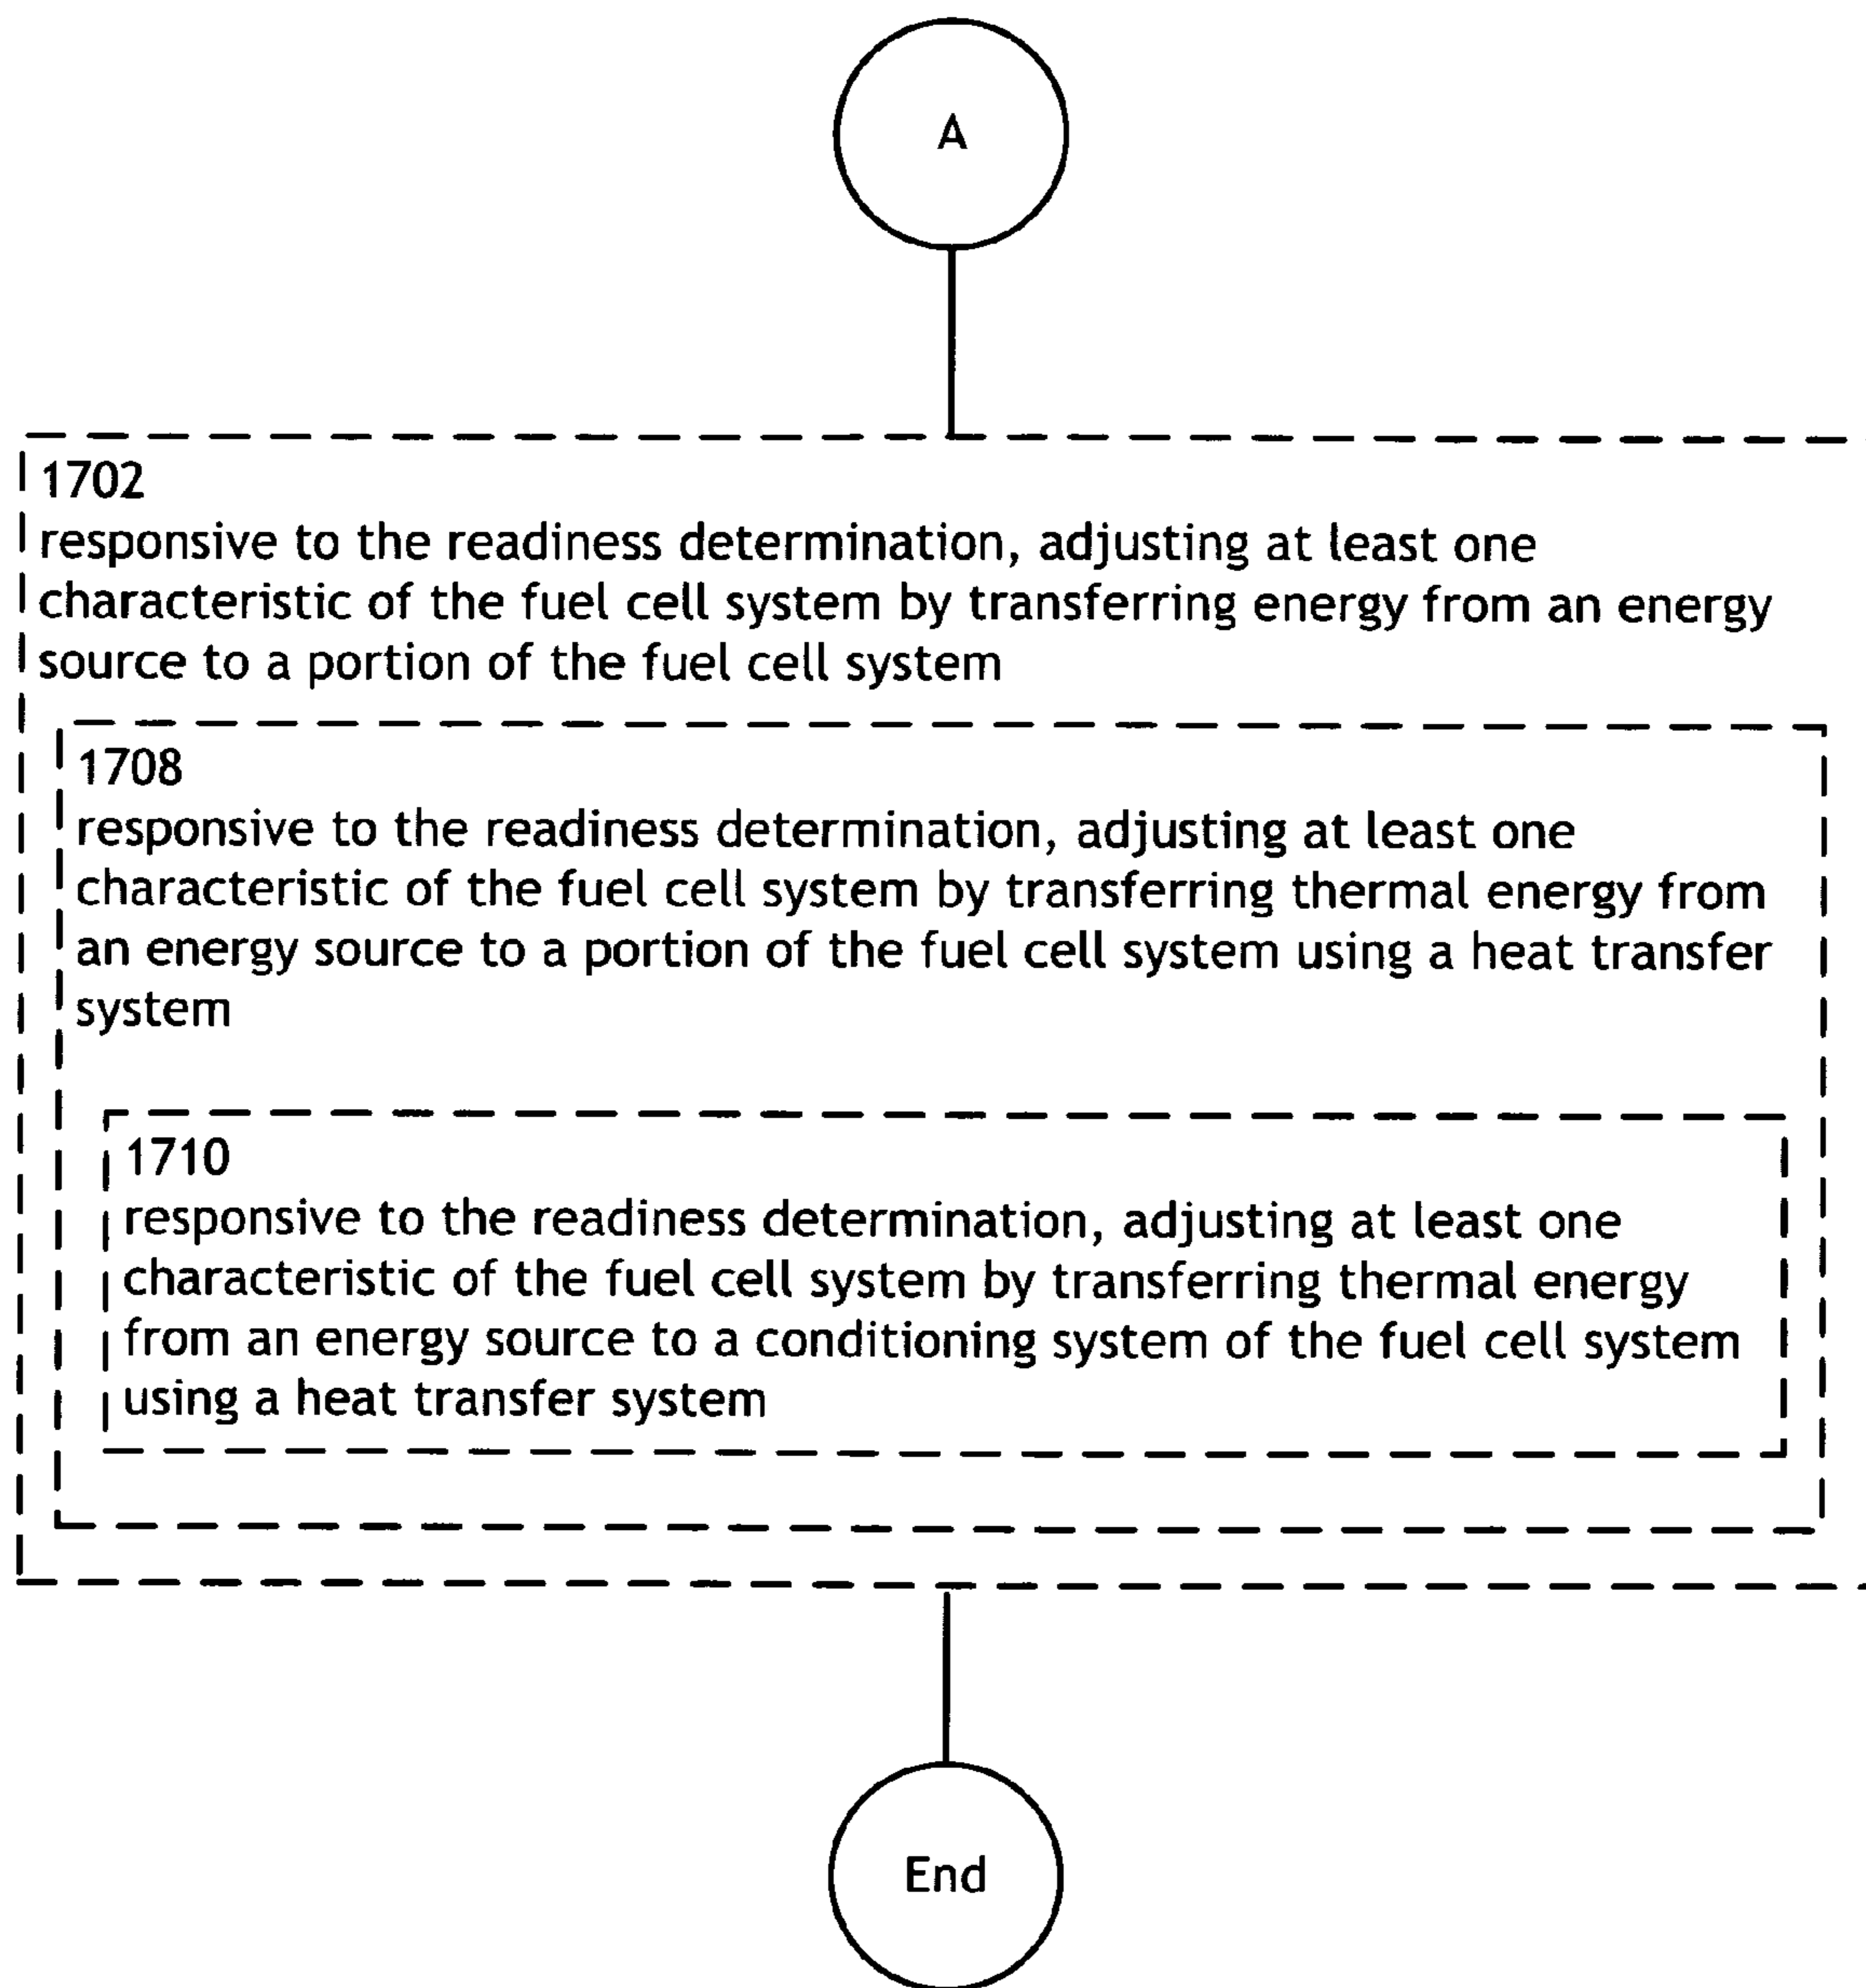 A
1702
responsive to the readiness determination, adjusting at least one
characteristic of the fuel cell system by transferring energy from an energy
source to a portion of the fuel cell system
1708
responsive to the readiness determination, adjusting at least one
characteristic of the fuel cell system by transferring thermal energy from
an energy source to a portion of the fuel cell system using a heat transfer
system
1710
responsive to the readiness determination, adjusting at least one
characteristic of the fuel cell system by transferring thermal energy
from an energy source to a conditioning system of the fuel cell system
using a heat transfer system
End